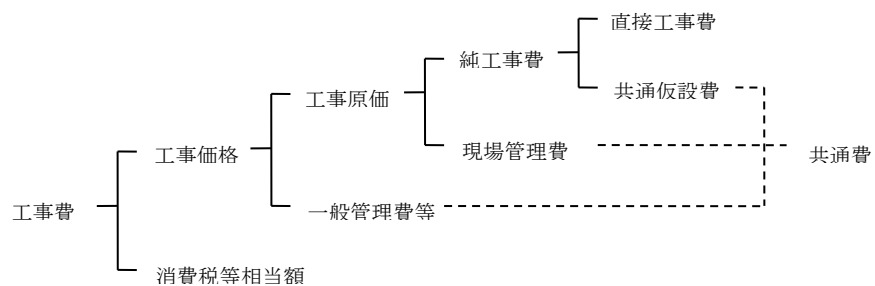 直接工事費
純工事費
共通仮設費
工事原価
現場管理費
共通費
工事価格
一般管理費等
工事費
消費税等相当額